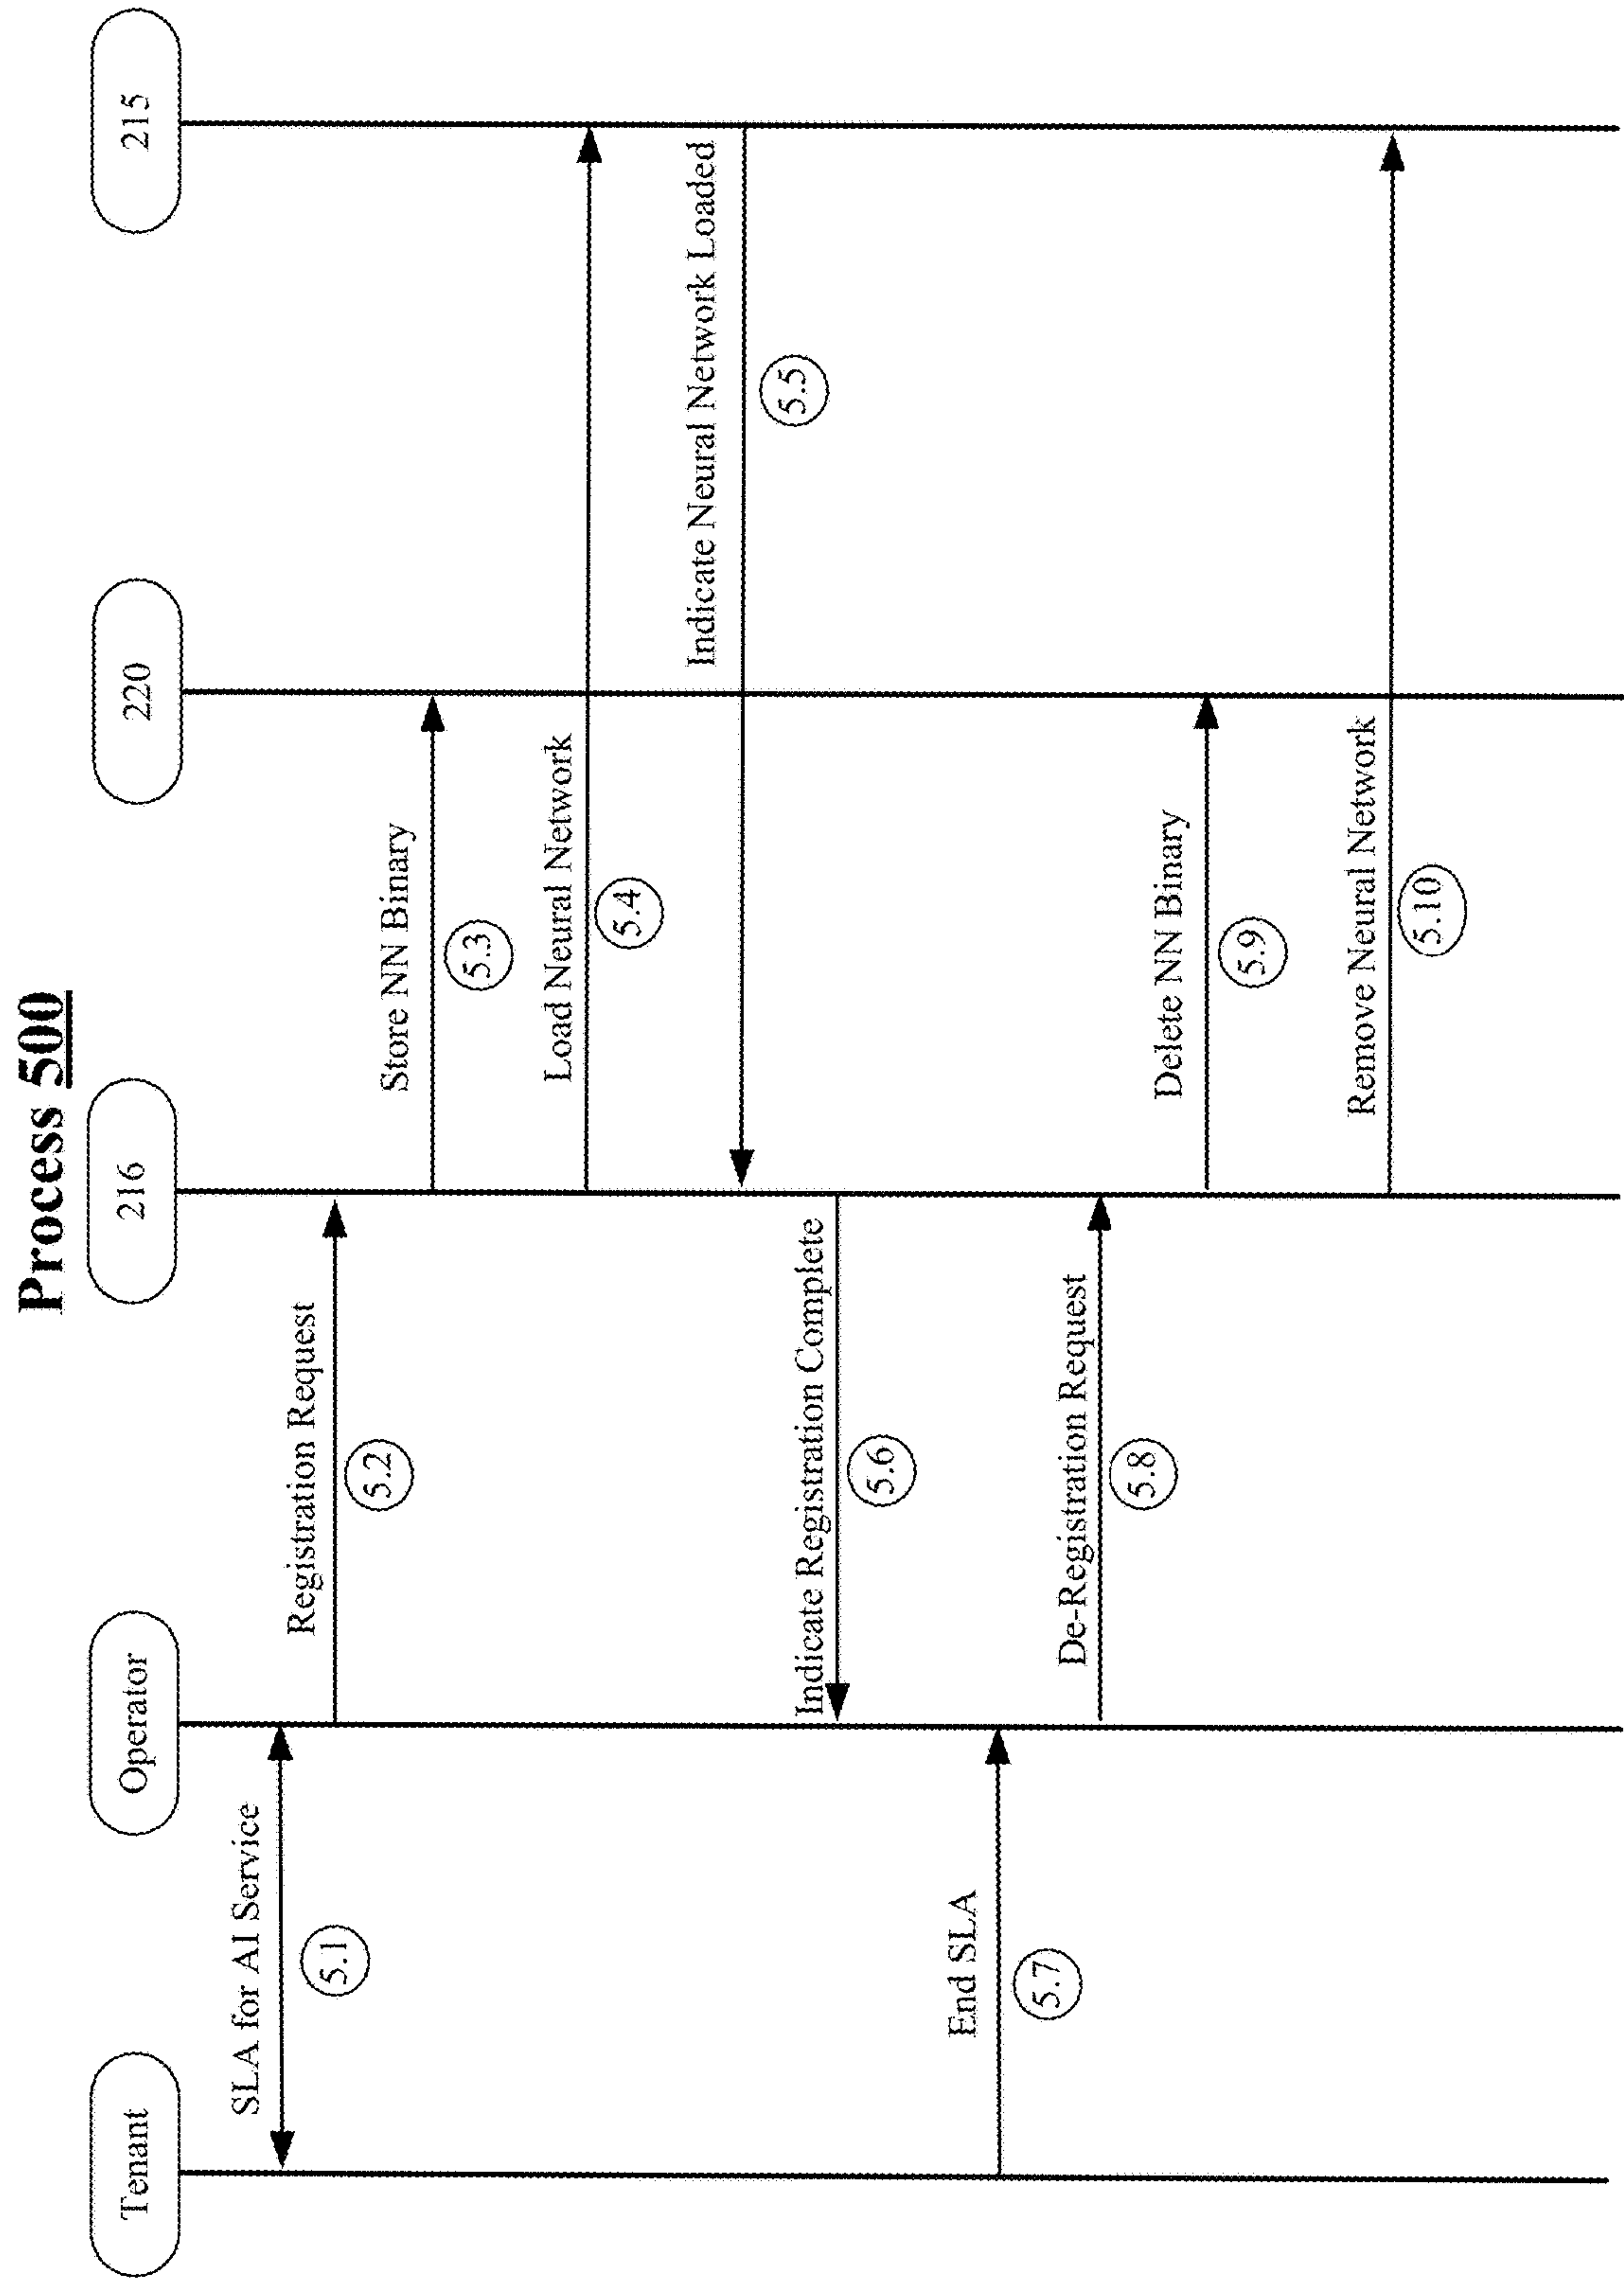 Process 500
Tenant
Operator
216
220
215
SLA for AI Service
5.1
Registration Request
5.2
Store NN Binary
5.3
Load Neural Network
5.4
Indicate Neural Network Loaded
5.5
Indicate Registration Complete
5.6
End SLA
5.7
De-Registration Request
5.8
Delete NN Binary
5.9
Remove Neural Network
5.10